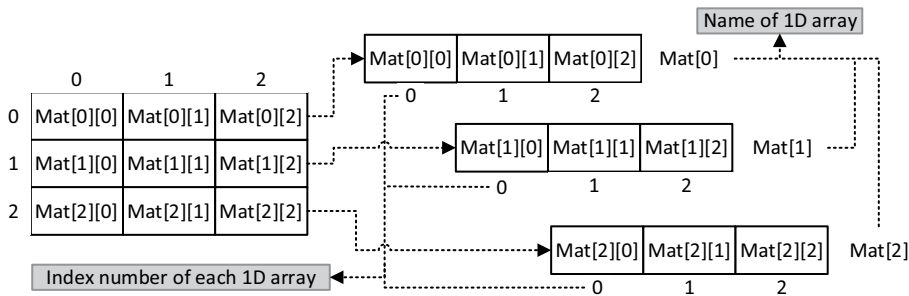 Name of 1D array
Mat[0][0] Mat[0][1] Mat[0][2] Mat[0]
0 1 2
0 1 2
0 Mat[0][0] Mat[0][1] Mat[0][2]
1 Mat[1][0] Mat[1][1] Mat[1][2]
2 Mat[2][0] Mat[2][1] Mat[2][2]
Mat[1][0] Mat[1][1] Mat[1][2] Mat[1]
0 1 2
Mat[2][0] Mat[2][1] Mat[2][2] Mat[2]
0 1 2
Index number of each 1D array